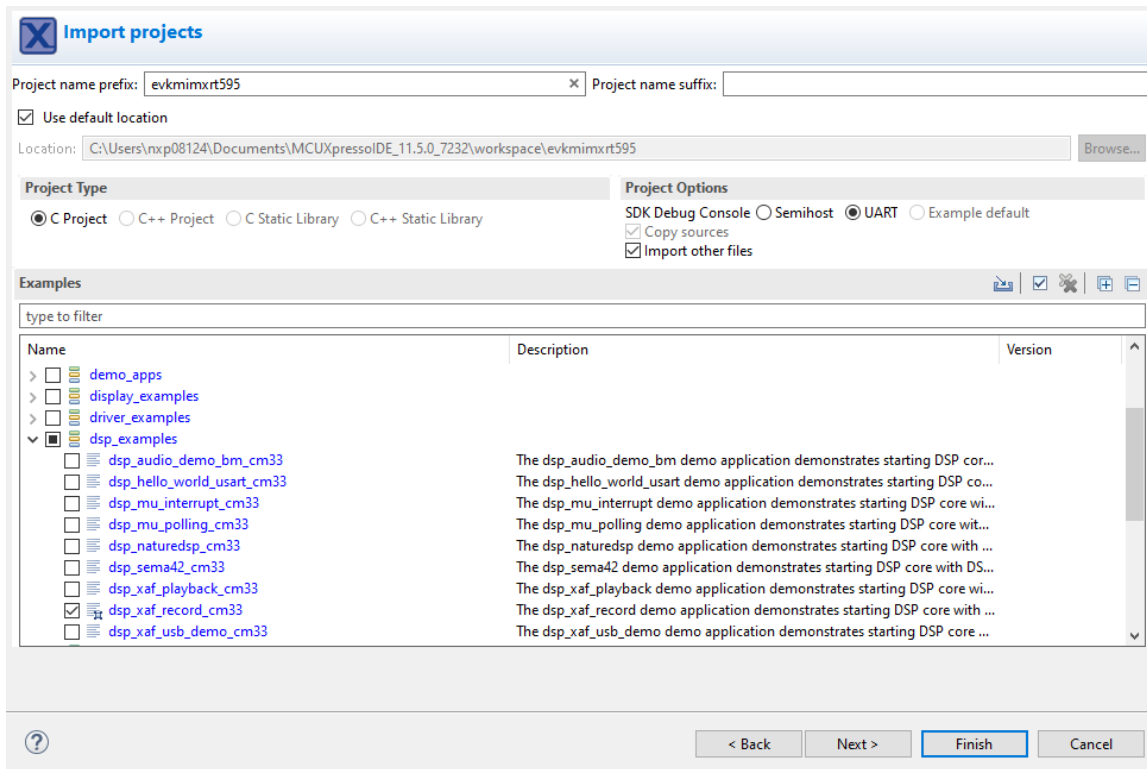 Import projects
Project name prefix: evkmimxrt595 Project name suffix:
Use default location
Location: C:\Users\nxp08124\Documents\MCUXpressoIDE_11.5.0_7232\workspace\evkmimxrt595 Browse...
Project Type Project Options
C Project C++ Project C Static Library C++ Static Library SDK Debug Console Semihost UART Example default
Copy sources
Import other files
Examples
type to filter
Name Description Version
demo_apps
display_examples
driver_examples
dsp_examples
dsp_audio_demo_bm_cm33 The dsp_audio_demo_bm demo application demonstrates starting DSP cor...
dsp_hello_world_usart_cm33 The dsp_hello_world_usart demo application demonstrates starting DSP co...
dsp_mu_interrupt_cm33 The dsp_mu_interrupt demo application demonstrates starting DSP core wi...
dsp_mu_polling_cm33 The dsp_mu_polling demo application demonstrates starting DSP core wit...
dsp_naturedsp_cm33 The dsp_naturedsp demo application demonstrates starting DSP core with ...
dsp_sema42_cm33 The dsp_sema42 demo application demonstrates starting DSP core with DS...
dsp_xaf_playback_cm33 The dsp_xaf_playback demo application demonstrates starting DSP core wi...
dsp_xaf_record_cm33 The dsp_xaf_record demo application demonstrates starting DSP core with ...
dsp_xaf_usb_demo_cm33 The dsp_xaf_usb_demo demo application demonstrates starting DSP core ...
? < Back Next > Finish Cancel